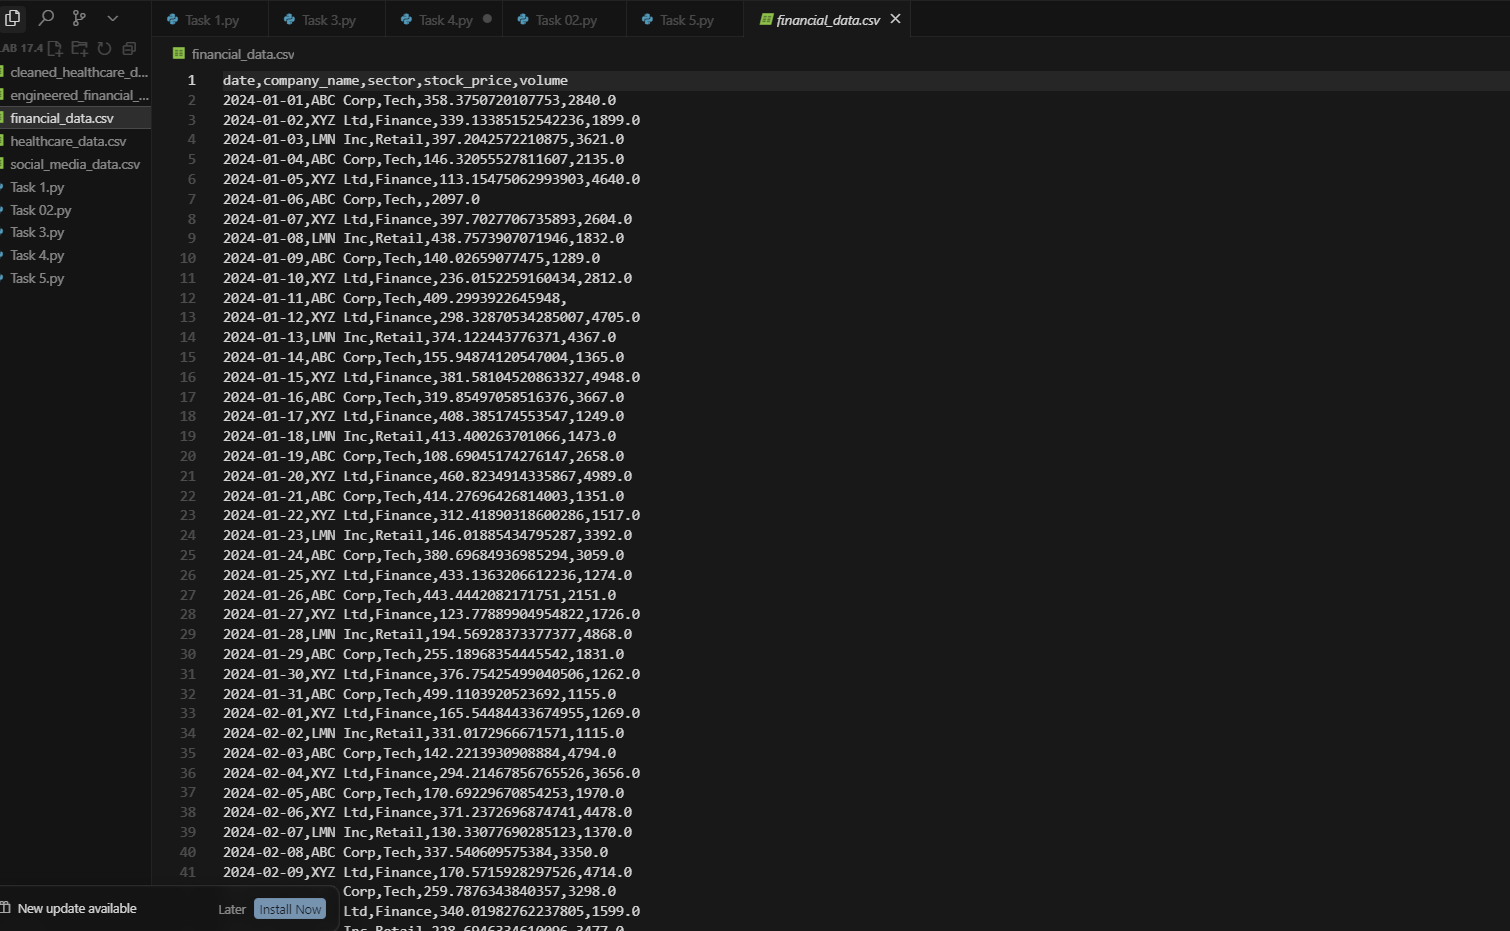 Task 1.py
Task 3.py
Task 4.py
Task 02.py
Task 5.py
financial_data.csv
LAB 17.4
cleaned_healthcare_d...
engineered_financial_...
financial_data.csv
healthcare_data.csv
social_media_data.csv
Task 1.py
Task 02.py
Task 3.py
Task 4.py
Task 5.py
financial_data.csv
1 date,company_name,sector,stock_price,volume
2 2024-01-01,ABC Corp,Tech,358.3750720107753,2840.0
3 2024-01-02,XYZ Ltd,Finance,339.13385152542236,1899.0
4 2024-01-03,LMN Inc,Retail,397.2042572210875,3621.0
5 2024-01-04,ABC Corp,Tech,146.32055527811607,2135.0
6 2024-01-05,XYZ Ltd,Finance,113.15475062993903,4640.0
7 2024-01-06,ABC Corp,Tech,,2097.0
8 2024-01-07,XYZ Ltd,Finance,397.7027706735893,2604.0
9 2024-01-08,LMN Inc,Retail,438.7573907071946,1832.0
10 2024-01-09,ABC Corp,Tech,140.02659077475,1289.0
11 2024-01-10,XYZ Ltd,Finance,236.0152259160434,2812.0
12 2024-01-11,ABC Corp,Tech,409.2993922645948,
13 2024-01-12,XYZ Ltd,Finance,298.32870534285007,4705.0
14 2024-01-13,LMN Inc,Retail,374.122443776371,4367.0
15 2024-01-14,ABC Corp,Tech,155.94874120547004,1365.0
16 2024-01-15,XYZ Ltd,Finance,381.58104520863327,4948.0
17 2024-01-16,ABC Corp,Tech,319.85497058516376,3667.0
18 2024-01-17,XYZ Ltd,Finance,408.385174553547,1249.0
19 2024-01-18,LMN Inc,Retail,413.400263701066,1473.0
20 2024-01-19,ABC Corp,Tech,108.69045174276147,2658.0
21 2024-01-20,XYZ Ltd,Finance,460.8234914335867,4989.0
22 2024-01-21,ABC Corp,Tech,414.27696426814003,1351.0
23 2024-01-22,XYZ Ltd,Finance,312.41890318600286,1517.0
24 2024-01-23,LMN Inc,Retail,146.01885434795287,3392.0
25 2024-01-24,ABC Corp,Tech,380.69684936985294,3059.0
26 2024-01-25,XYZ Ltd,Finance,433.1363206612236,1274.0
27 2024-01-26,ABC Corp,Tech,443.4442082171751,2151.0
28 2024-01-27,XYZ Ltd,Finance,123.77889904954822,1726.0
29 2024-01-28,LMN Inc,Retail,194.56928373377377,4868.0
30 2024-01-29,ABC Corp,Tech,255.18968354445542,1831.0
31 2024-01-30,XYZ Ltd,Finance,376.75425499040506,1262.0
32 2024-01-31,ABC Corp,Tech,499.1103920523692,1155.0
33 2024-02-01,XYZ Ltd,Finance,165.54484433674955,1269.0
34 2024-02-02,LMN Inc,Retail,331.0172966671571,1115.0
35 2024-02-03,ABC Corp,Tech,142.2213930908884,4794.0
36 2024-02-04,XYZ Ltd,Finance,294.21467856765526,3656.0
37 2024-02-05,ABC Corp,Tech,170.69229670854253,1970.0
38 2024-02-06,XYZ Ltd,Finance,371.2372696874741,4478.0
39 2024-02-07,LMN Inc,Retail,130.33077690285123,1370.0
40 2024-02-08,ABC Corp,Tech,337.540609575384,3350.0
41 2024-02-09,XYZ Ltd,Finance,170.5715928297526,4714.0
Corp,Tech,259.7876343840357,3298.0
Ltd,Finance,340.01982762237805,1599.0
Inc,Retail,228.6946334610096,3477.0
New update available
Later
Install Now